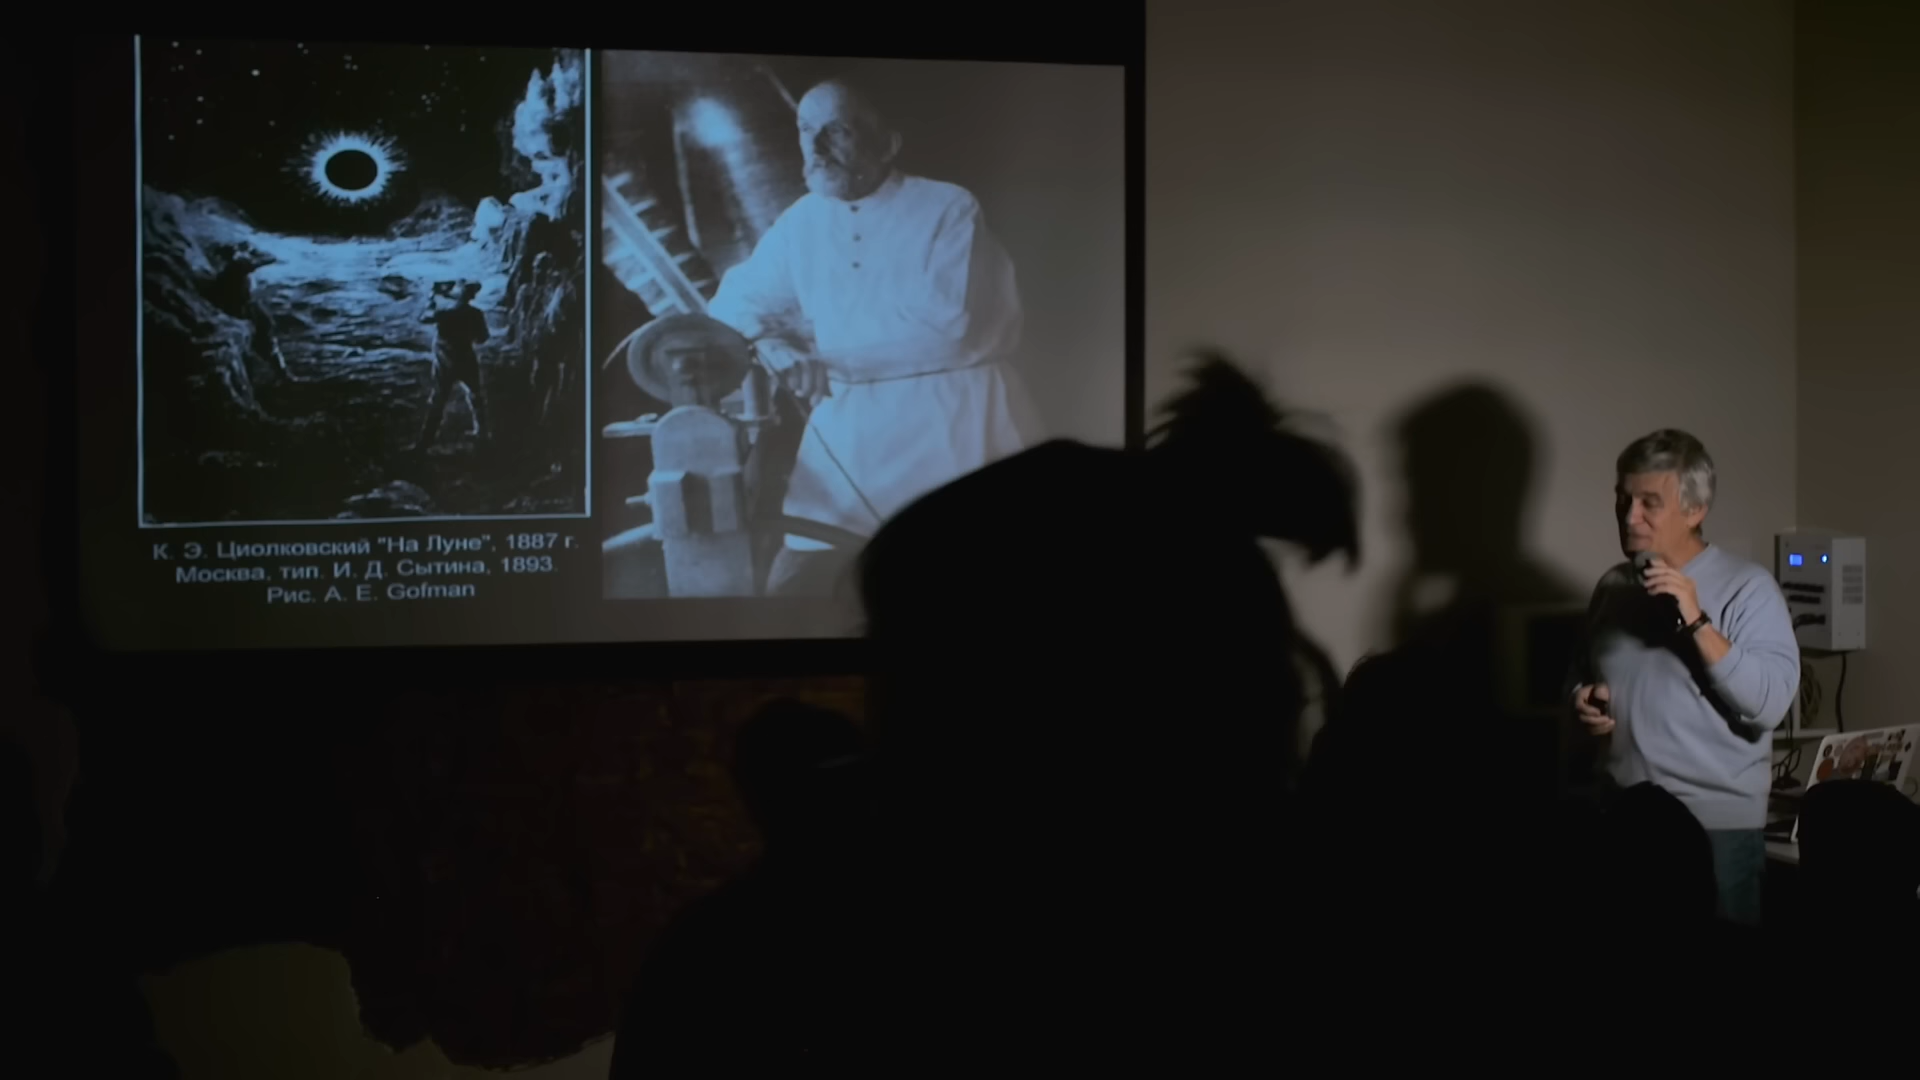 К. Э. Циолковский "На Луне", 1887 г.
Москва, тип. И. Д. Сытина, 1893.
Рис. А. Е. Gofman